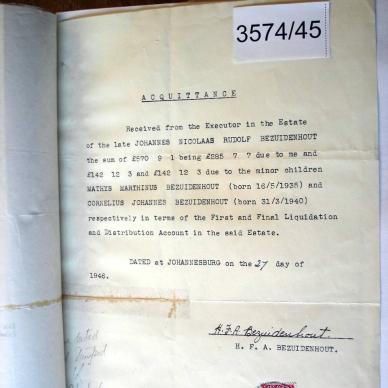 3574/45
ACQUITTANCE
Received from the Executor in the Estate
of the late JOHANNES NICOLAAS RUDOLF BEZUIDENHOUT
the sum of £570 9 1 being £285 7 7 due to me and
£142 12 3 and £142 12 3 due to the minor children
MATHYS MARTHINUS BEZUIDENHOUT (born 16/5/1935) and
CORNELIUS JOHANNES BEZUIDENHOUT (born 31/3/1940)
respectively in terms of the First and Final Liquidation
and Distribution Account in the said Estate.
DATED at JOHANNESBURG on the 27 day of
1946.
H.F.A. Bezuidenhout.
H. F. A. BEZUIDENHOUT.